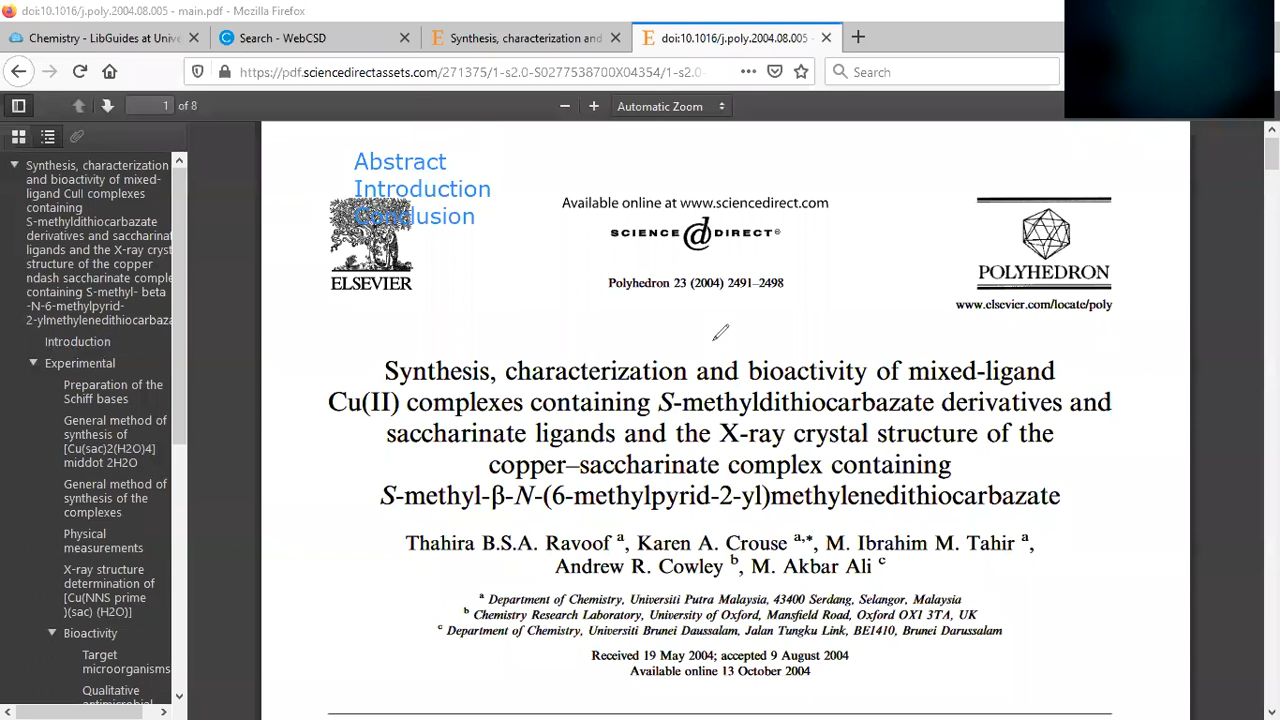 doi:10.1016/j.poly.2004.08.005 - main.pdf - Mozilla Firefox
Chemistry - LibGuides at Unive
Search - WebCSD
Synthesis, characterization and
doi:10.1016/j.poly.2004.08.005 -
https://pdf.sciencedirectassets.com/271375/1-s2.0-S0277538700X04354/1-s2.0-
Search
1 of 8
Automatic Zoom
Synthesis, characterization
and bioactivity of mixed-
ligand CuII complexes
containing
S-methyldithiocarbazate
derivatives and saccharinat
ligands and the X-ray cryst
structure of the copper
ndash saccharinate comple
containing S-methyl- beta
-N-6-methylpyrid-
2-ylmethylenedithiocarbaza
Introduction
Experimental
Preparation of the
Schiff bases
General method of
synthesis of
[Cu(sac)2(H2O)4]
middot 2H2O
General method of
synthesis of the
complexes
Physical
measurements
X-ray structure
determination of
[Cu(NNS prime
)(sac) (H2O)]
Bioactivity
Target
microorganisms
Qualitative
antimicrobial
Abstract
Introduction
Conclusion
ELSEVIER
Available online at www.sciencedirect.com
SCIENCE @ DIRECT®
Polyhedron 23 (2004) 2491–2498
POLYHEDRON
www.elsevier.com/locate/poly
Synthesis, characterization and bioactivity of mixed-ligand
Cu(II) complexes containing S-methyldithiocarbazate derivatives and
saccharinate ligands and the X-ray crystal structure of the
copper–saccharinate complex containing
S-methyl-β-N-(6-methylpyrid-2-yl)methylenedithiocarbazate
Thahira B.S.A. Ravoof a, Karen A. Crouse a,*, M. Ibrahim M. Tahir a,
Andrew R. Cowley b, M. Akbar Ali c
a Department of Chemistry, Universiti Putra Malaysia, 43400 Serdang, Selangor, Malaysia
b Chemistry Research Laboratory, University of Oxford, Mansfield Road, Oxford OX1 3TA, UK
c Department of Chemistry, Universiti Brunei Daussalam, Jalan Tungku Link, BE1410, Brunei Darussalam
Received 19 May 2004; accepted 9 August 2004
Available online 13 October 2004